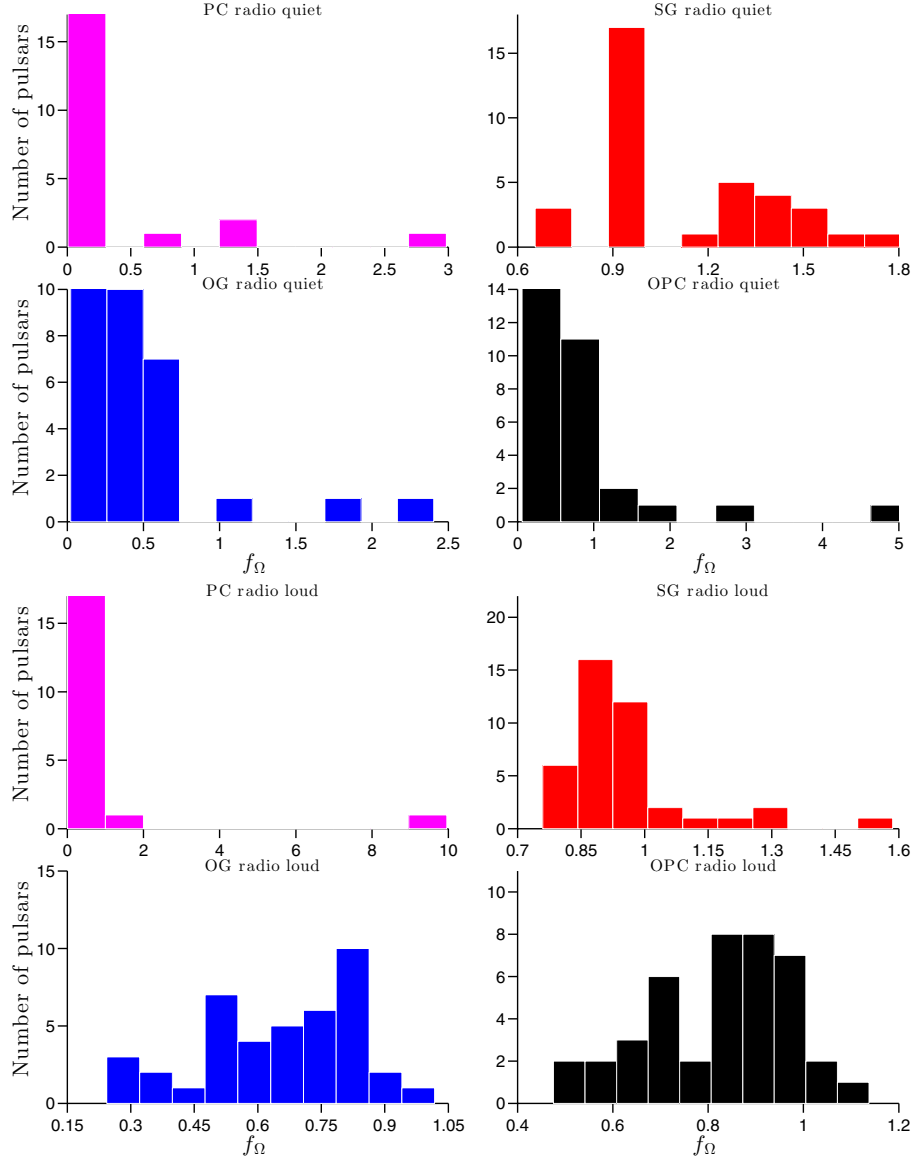 PC radio quiet
SG radio quiet
Number of pulsars
15
10
5
0
0 0.5 1 1.5 2 2.5 3
15
10
5
0
0.6 0.9 1.2 1.5 1.8
OG radio quiet
OPC radio quiet
Number of pulsars
10
8
6
4
2
0
0 0.5 1 1.5 2 2.5
f_Ω
14
12
10
8
6
4
2
0
0 1 2 3 4 5
f_Ω
PC radio loud
SG radio loud
Number of pulsars
15
10
5
0
0 2 4 6 8 10
20
15
10
5
0
0.7 0.85 1 1.15 1.3 1.45 1.6
OG radio loud
OPC radio loud
Number of pulsars
15
10
5
0
0.15 0.3 0.45 0.6 0.75 0.9 1.05
f_Ω
10
8
6
4
2
0
0.4 0.6 0.8 1 1.2
f_Ω